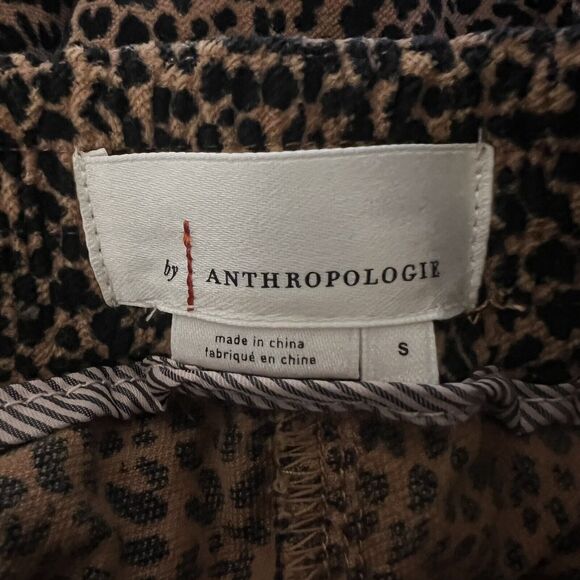 by ANTHROPOLOGIE
made in china
fabriqué en chine
S